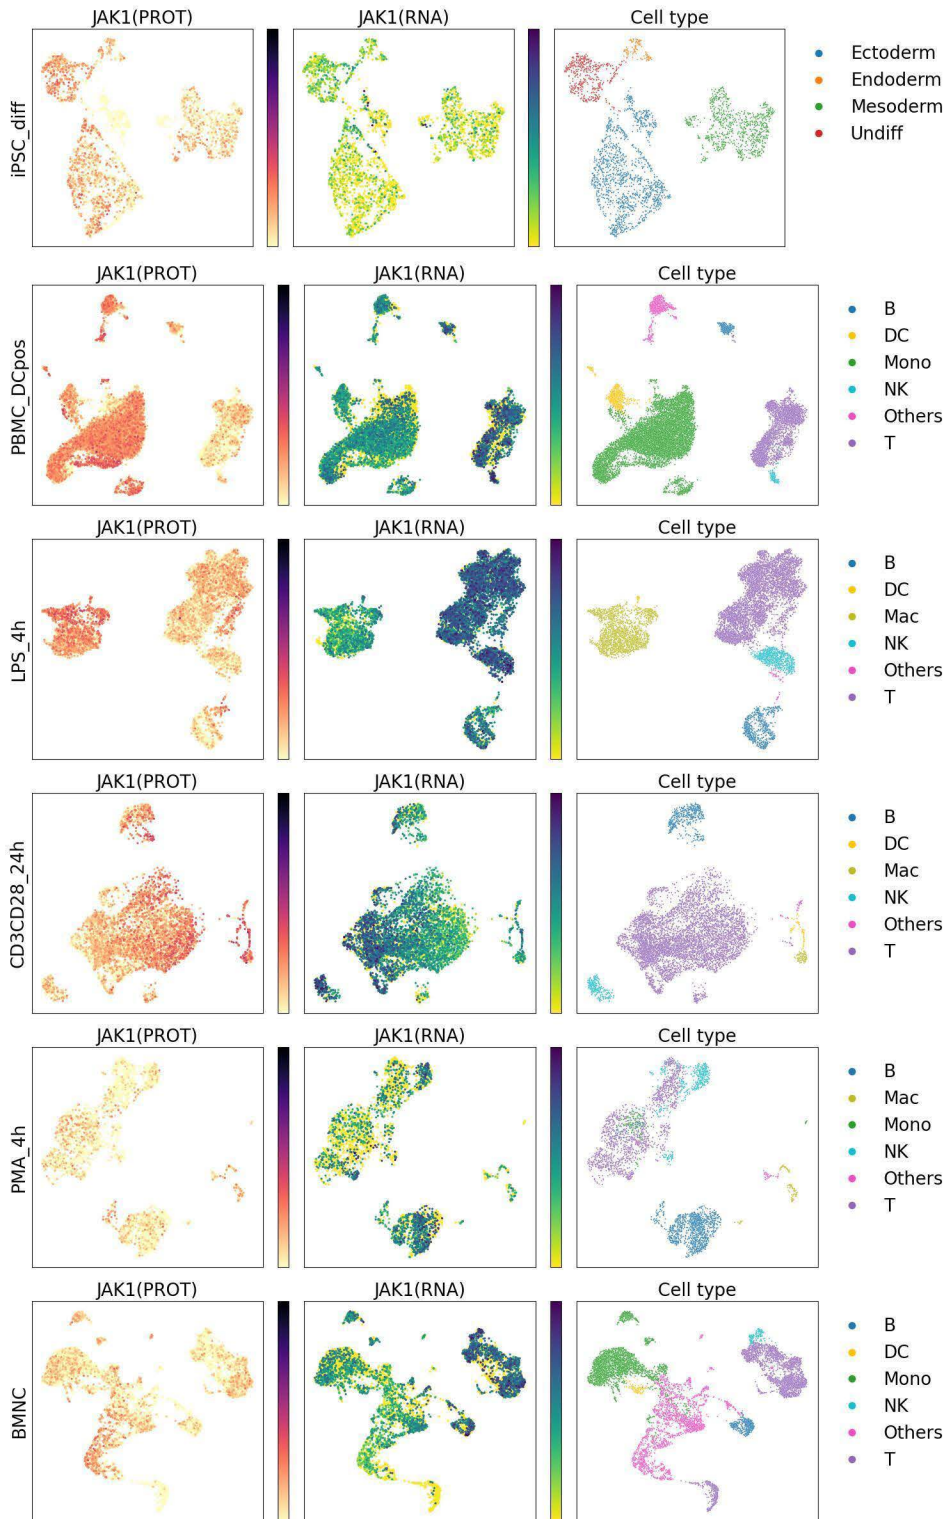 JAK1(PROT) JAK1(RNA) Cell type
iPSC_diff
Ectoderm
Endoderm
Mesoderm
Undiff
JAK1(PROT) JAK1(RNA) Cell type
PBMC_DCpos
B
DC
Mono
NK
Others
T
JAK1(PROT) JAK1(RNA) Cell type
LPS_4h
B
DC
Mac
NK
Others
T
JAK1(PROT) JAK1(RNA) Cell type
CD3CD28_24h
B
DC
Mac
NK
Others
T
JAK1(PROT) JAK1(RNA) Cell type
PMA_4h
B
Mac
Mono
NK
Others
T
JAK1(PROT) JAK1(RNA) Cell type
BMNC
B
DC
Mono
NK
Others
T